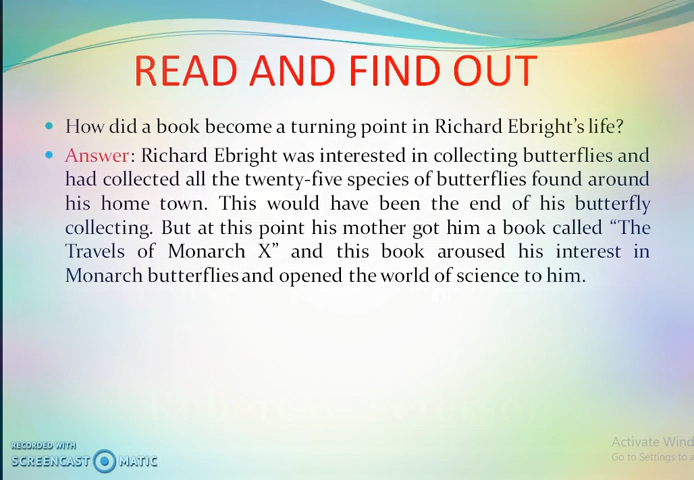 READ AND FIND OUT
• How did a book become a turning point in Richard Ebright's life?
• Answer: Richard Ebright was interested in collecting butterflies and
had collected all the twenty-five species of butterflies found around
his home town. This would have been the end of his butterfly
collecting. But at this point his mother got him a book called “The
Travels of Monarch X” and this book aroused his interest in
Monarch butterflies and opened the world of science to him.
RECORDED WITH
SCREENCAST MATIC
Activate Wind
Go to Settings to a